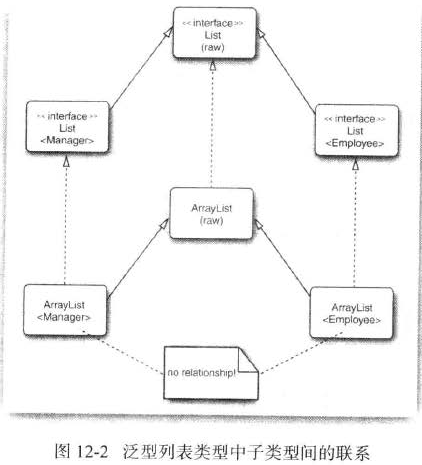 << interface >>
List
(raw)
<< interface >>
List
<Manager>
<< interface >>
List
<Employee>
ArrayList
(raw)
ArrayList
<Manager>
ArrayList
<Employee>
no relationship!
图 12-2 泛型列表类型中子类型间的联系